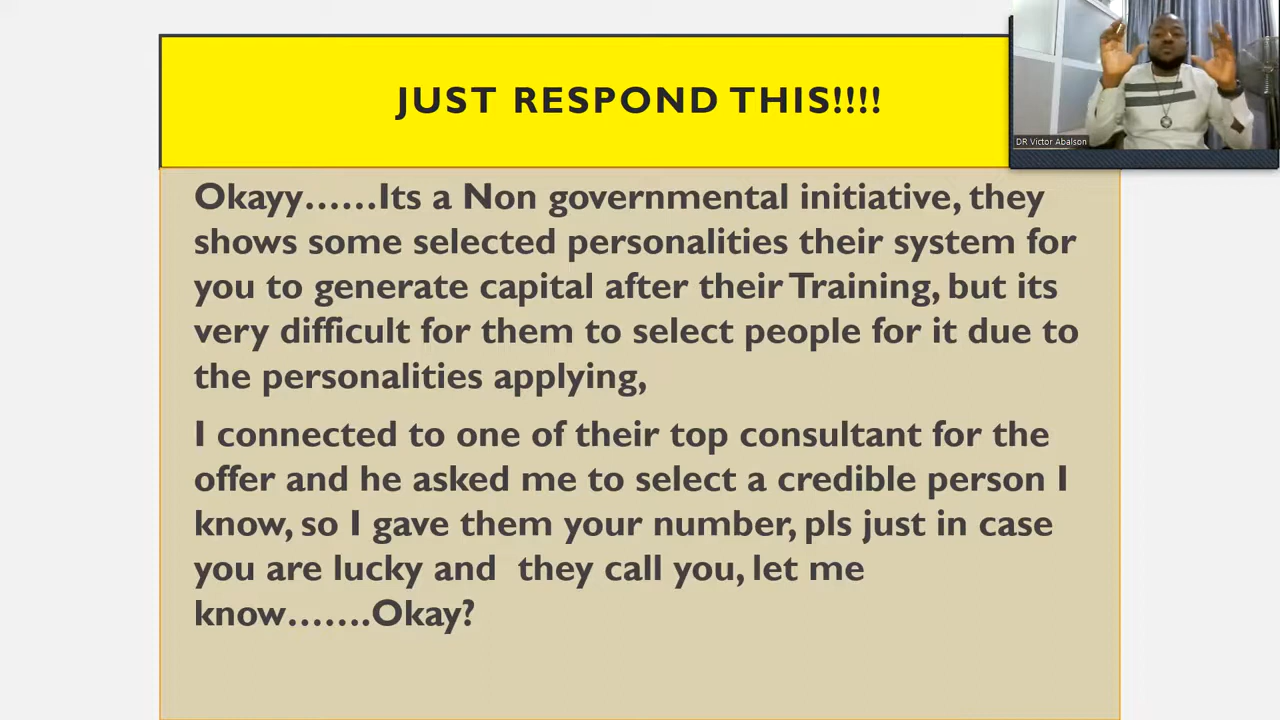 JUST RESPOND THIS!!!!
DR Victor Abalson
Okayy......Its a Non governmental initiative, they
shows some selected personalities their system for
you to generate capital after their Training, but its
very difficult for them to select people for it due to
the personalities applying,
I connected to one of their top consultant for the
offer and he asked me to select a credible person I
know, so I gave them your number, pls just in case
you are lucky and  they call you, let me
know.......Okay?